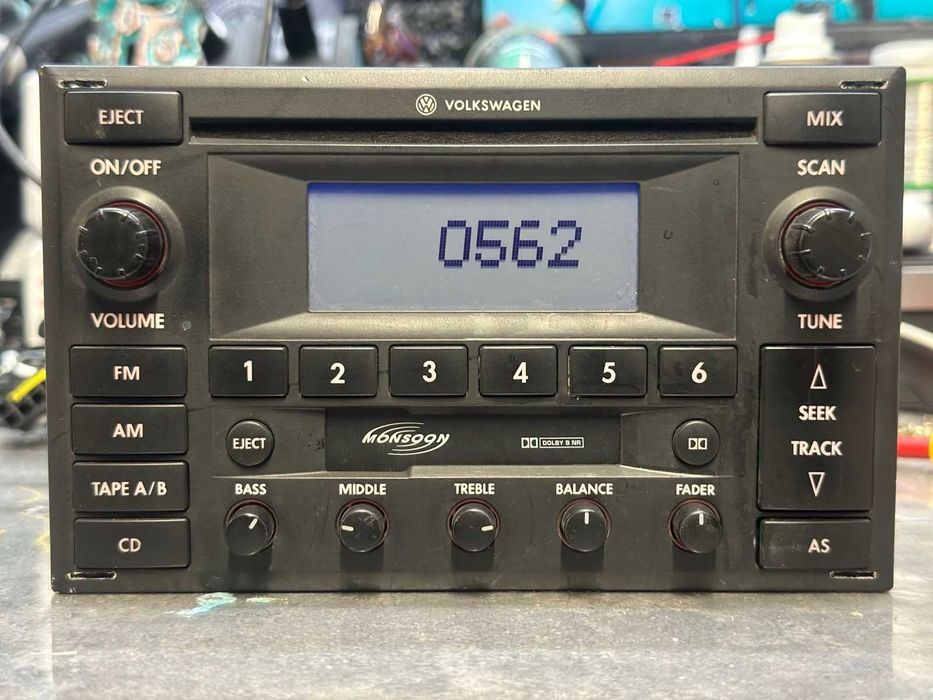 VOLKSWAGEN
EJECT
MIX
ON/OFF
SCAN
0562
VOLUME
TUNE
FM
1 2 3 4 5 6
SEEK
AM
EJECT
MONSOON
DOLBY B NR
TRACK
TAPE A/B
BASS MIDDLE TREBLE BALANCE FADER
CD
AS